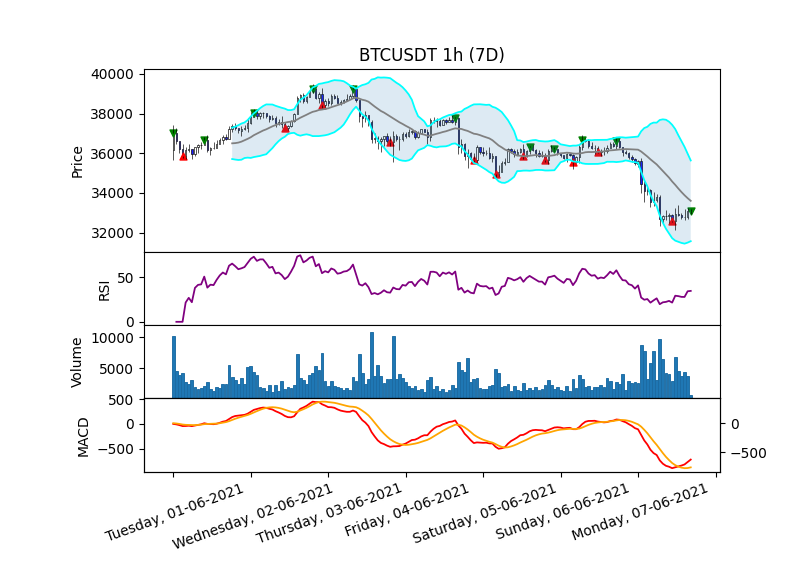 BTCUSDT 1h (7D)
40000
38000
36000
34000
32000
Price
50
0
RSI
10000
5000
Volume
500
0
−500
MACD
0
−500
Tuesday, 01-06-2021
Wednesday, 02-06-2021
Thursday, 03-06-2021
Friday, 04-06-2021
Saturday, 05-06-2021
Sunday, 06-06-2021
Monday, 07-06-2021